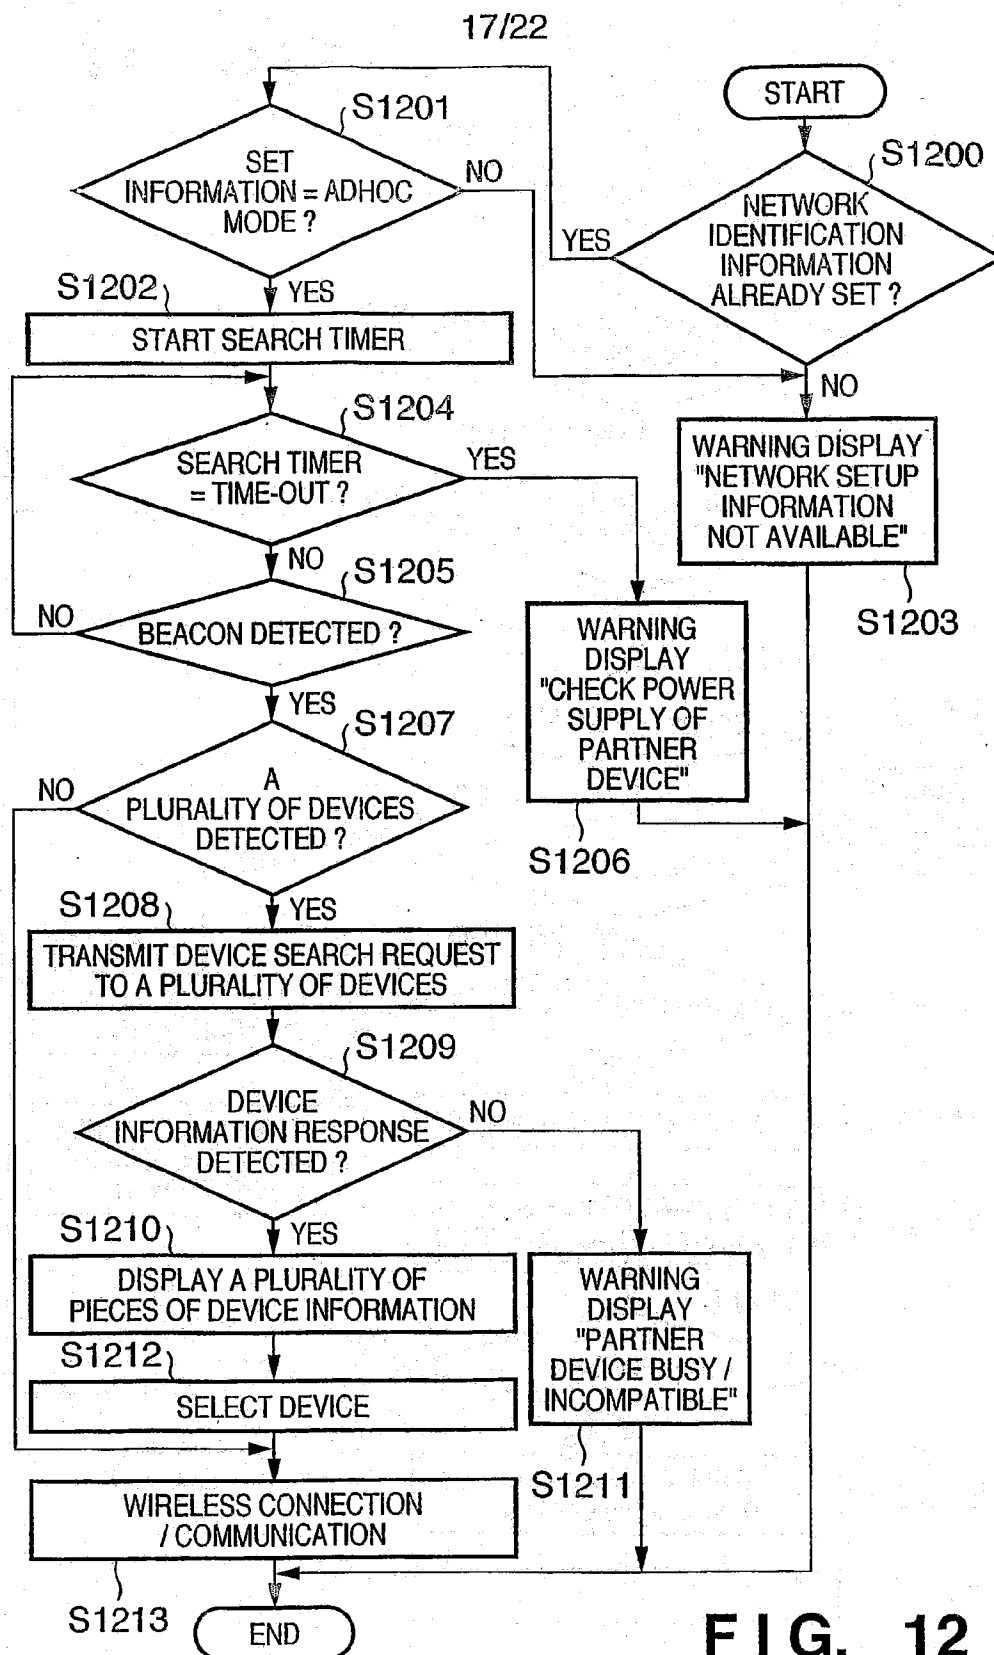 17/22
START
S1200
NETWORK
IDENTIFICATION
INFORMATION
ALREADY SET ?
YES
NO
S1201
SET
INFORMATION = ADHOC
MODE ?
NO
YES
S1202
START SEARCH TIMER
WARNING DISPLAY
"NETWORK SETUP
INFORMATION
NOT AVAILABLE"
S1203
S1204
SEARCH TIMER
= TIME-OUT ?
YES
NO
S1205
BEACON DETECTED ?
NO
YES
WARNING
DISPLAY
"CHECK POWER
SUPPLY OF
PARTNER
DEVICE"
S1206
S1207
A
PLURALITY OF DEVICES
DETECTED ?
NO
YES
S1208
TRANSMIT DEVICE SEARCH REQUEST
TO A PLURALITY OF DEVICES
S1209
DEVICE
INFORMATION RESPONSE
DETECTED ?
NO
YES
S1210
DISPLAY A PLURALITY OF
PIECES OF DEVICE INFORMATION
WARNING
DISPLAY
"PARTNER
DEVICE BUSY /
INCOMPATIBLE"
S1211
S1212
SELECT DEVICE
WIRELESS CONNECTION
/ COMMUNICATION
S1213
END
FIG. 12